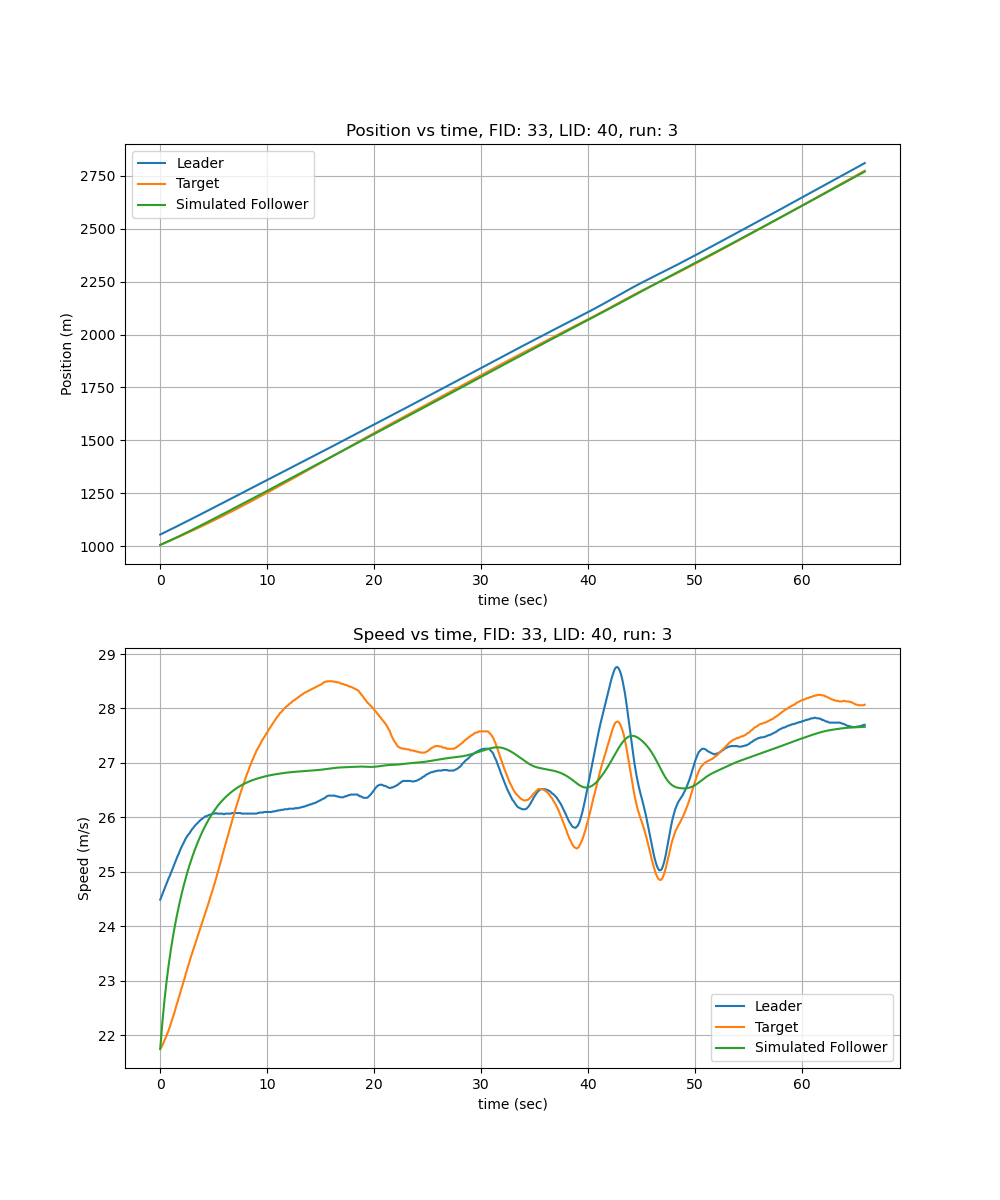 Position vs time, FID: 33, LID: 40, run: 3
Leader
Target
Simulated Follower
2750
2500
2250
2000
1750
1500
1250
1000
Position (m)
0 10 20 30 40 50 60
time (sec)
Speed vs time, FID: 33, LID: 40, run: 3
29
28
27
26
25
24
23
22
Speed (m/s)
Leader
Target
Simulated Follower
0 10 20 30 40 50 60
time (sec)